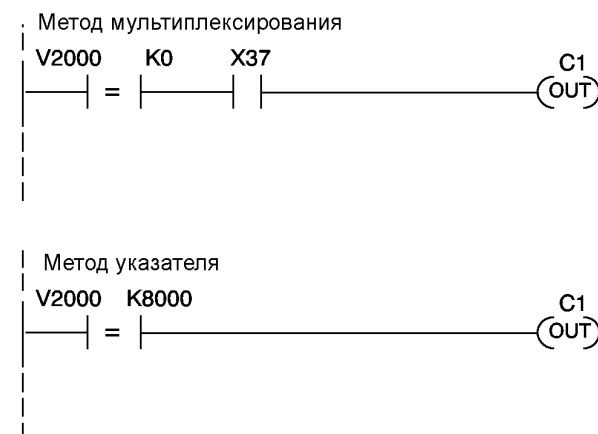 Метод мультиплексирования
V2000 K0 X37 C1
= OUT
Метод указателя
V2000 K8000 C1
= OUT